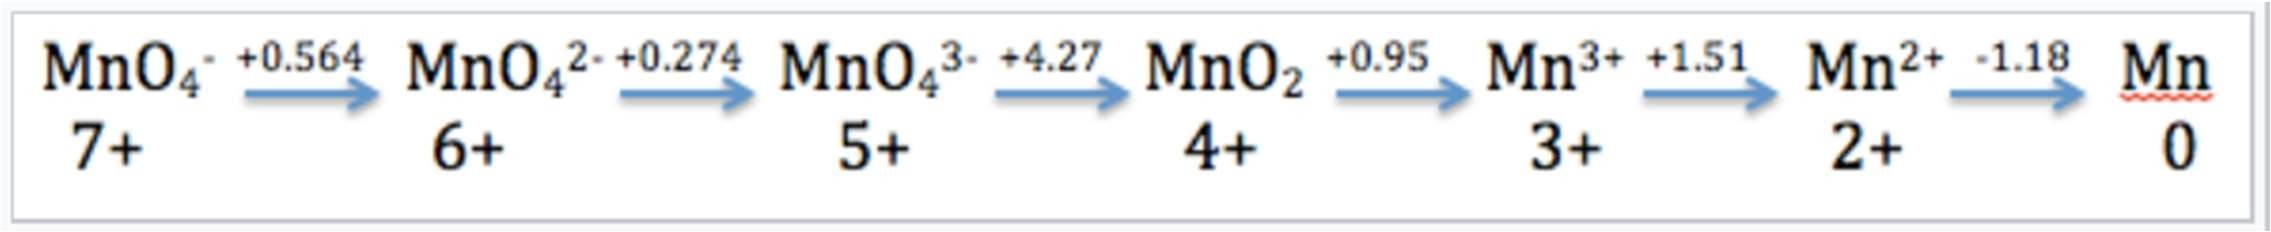 MnO₄⁻ +0.564 MnO₄²⁻ +0.274 MnO₄³⁻ +4.27 MnO₂ +0.95 Mn³⁺ +1.51 Mn²⁺ -1.18 Mn
7+ 6+ 5+ 4+ 3+ 2+ 0